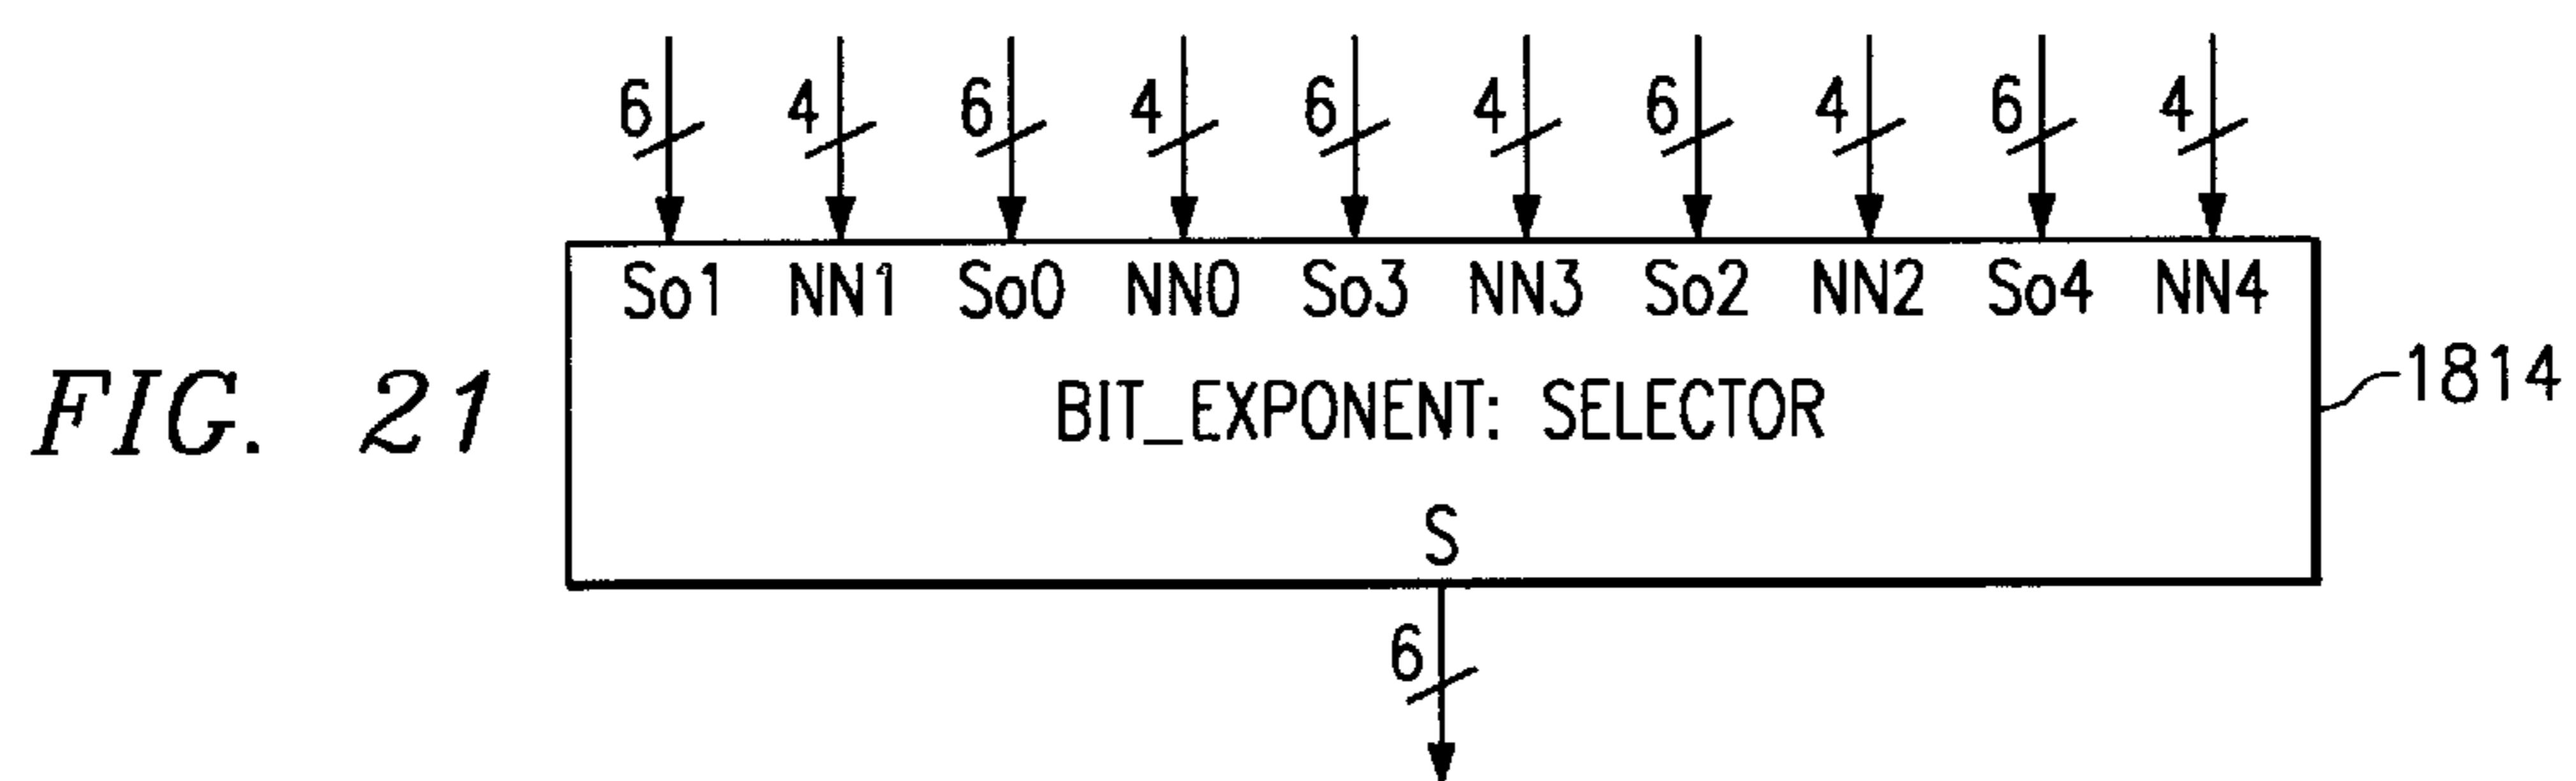 6 4 6 4 6 4 6 4 6 4
So1 NN1 So0 NN0 So3 NN3 So2 NN2 So4 NN4
FIG. 21
BIT_EXPONENT: SELECTOR
1814
S
6